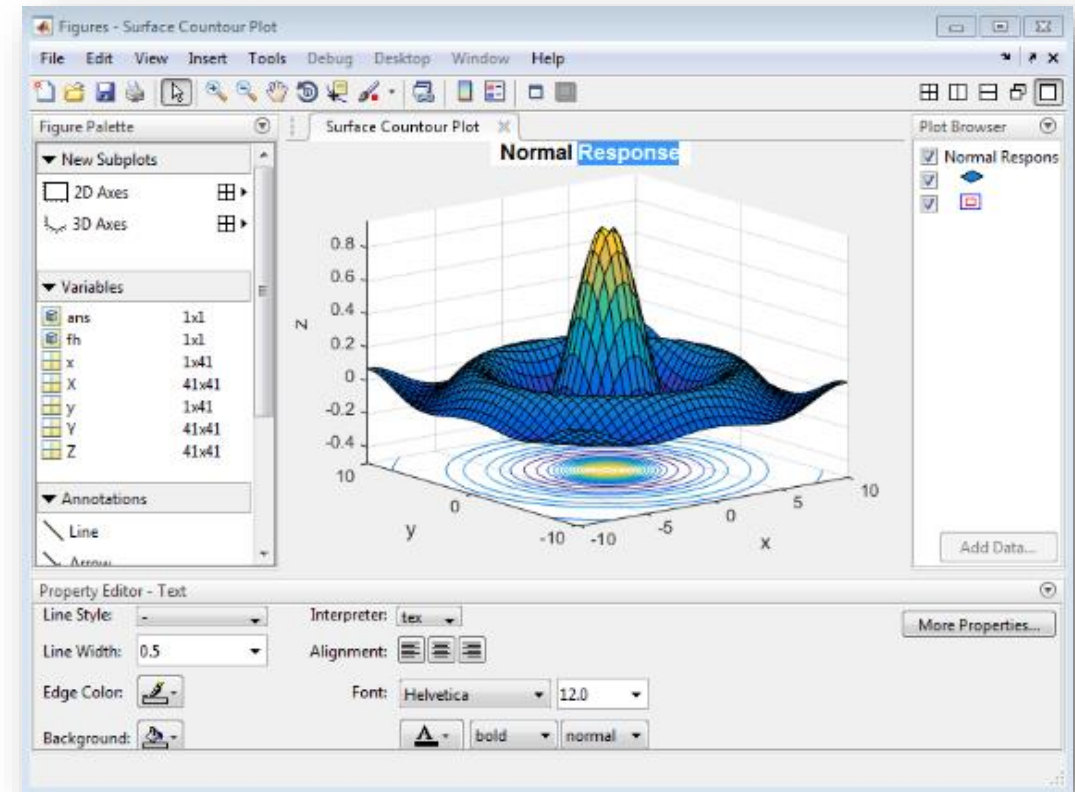 Figures - Surface Countour Plot
File Edit View Insert Tools Debug Desktop Window Help
Figure Palette
New Subplots
2D Axes
3D Axes
Variables
ans 1x1
fh 1x1
x 1x41
X 41x41
y 1x41
Y 41x41
Z 41x41
Annotations
Line
Arrow
Surface Countour Plot
Normal Response
0.8
0.6
0.4
0.2
0
-0.2
-0.4
z
10
0
-10
y
-10
-5
0
5
10
x
Plot Browser
Normal Respons
Add Data...
Property Editor - Text
Line Style: -
Line Width: 0.5
Edge Color:
Background:
Interpreter: tex
Alignment:
Font: Helvetica 12.0
A bold normal
More Properties...